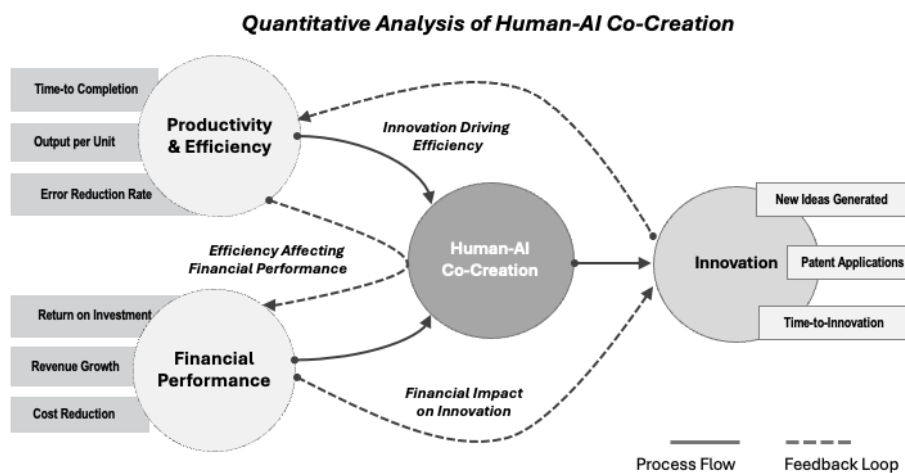 Quantitative Analysis of Human-AI Co-Creation
Time-to Completion
Output per Unit
Error Reduction Rate
Productivity
& Efficiency
Innovation Driving
Efficiency
Efficiency Affecting
Financial Performance
Human-AI
Co-Creation
Innovation
New Ideas Generated
Patent Applications
Time-to-Innovation
Return on Investment
Revenue Growth
Cost Reduction
Financial
Performance
Financial Impact
on Innovation
Process Flow
Feedback Loop